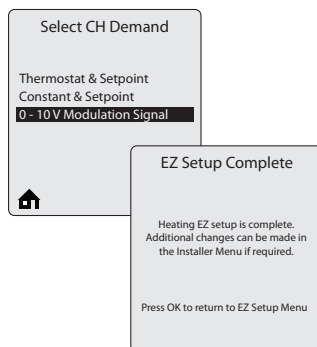 Select CH Demand
Thermostat & Setpoint
Constant & Setpoint
0 - 10 V Modulation Signal
EZ Setup Complete
Heating EZ setup is complete.
Additional changes can be made in
the Installer Menu if required.
Press OK to return to EZ Setup Menu